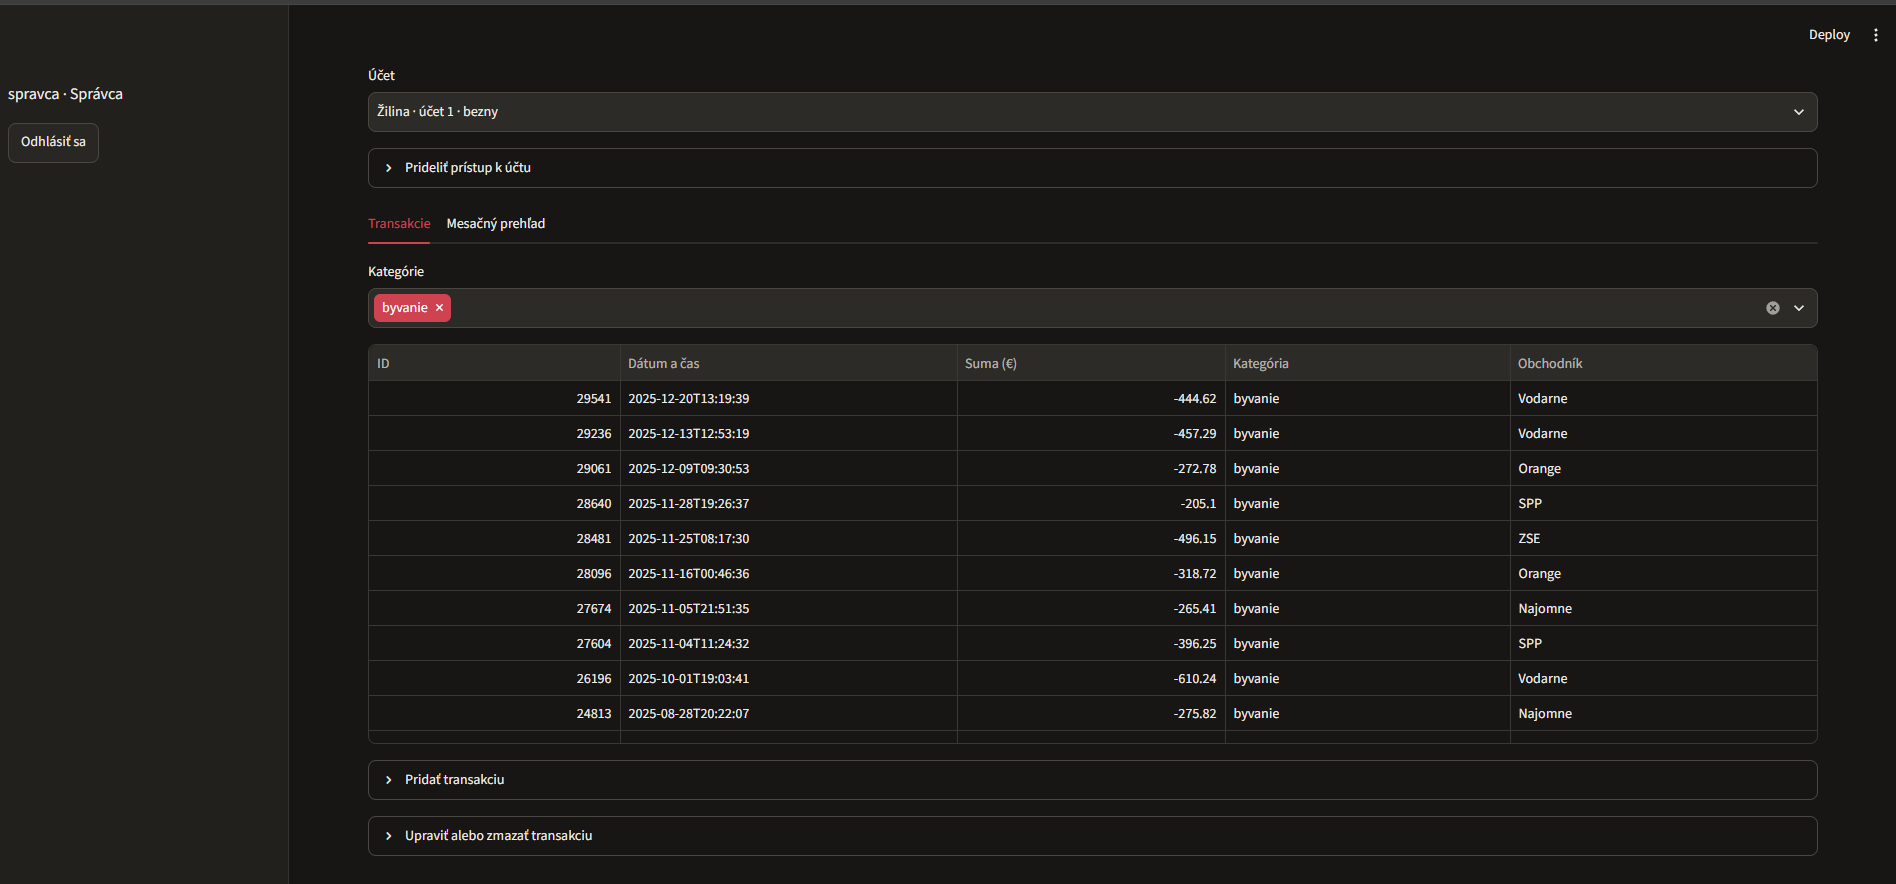 Deploy
spravca · Správca
Odhlásiť sa
Účet
Žilina · účet 1 · bezny
Prideliť prístup k účtu
Transakcie Mesačný prehľad
Kategórie
byvanie ×
ID Dátum a čas Suma (€) Kategória Obchodník
29541 2025-12-20T13:19:39 -444.62 byvanie Vodarne
29236 2025-12-13T12:53:19 -457.29 byvanie Vodarne
29061 2025-12-09T09:30:53 -272.78 byvanie Orange
28640 2025-11-28T19:26:37 -205.1 byvanie SPP
28481 2025-11-25T08:17:30 -496.15 byvanie ZSE
28096 2025-11-16T00:46:36 -318.72 byvanie Orange
27674 2025-11-05T21:51:35 -265.41 byvanie Najomne
27604 2025-11-04T11:24:32 -396.25 byvanie SPP
26196 2025-10-01T19:03:41 -610.24 byvanie Vodarne
24813 2025-08-28T20:22:07 -275.82 byvanie Najomne
Pridať transakciu
Upraviť alebo zmazať transakciu